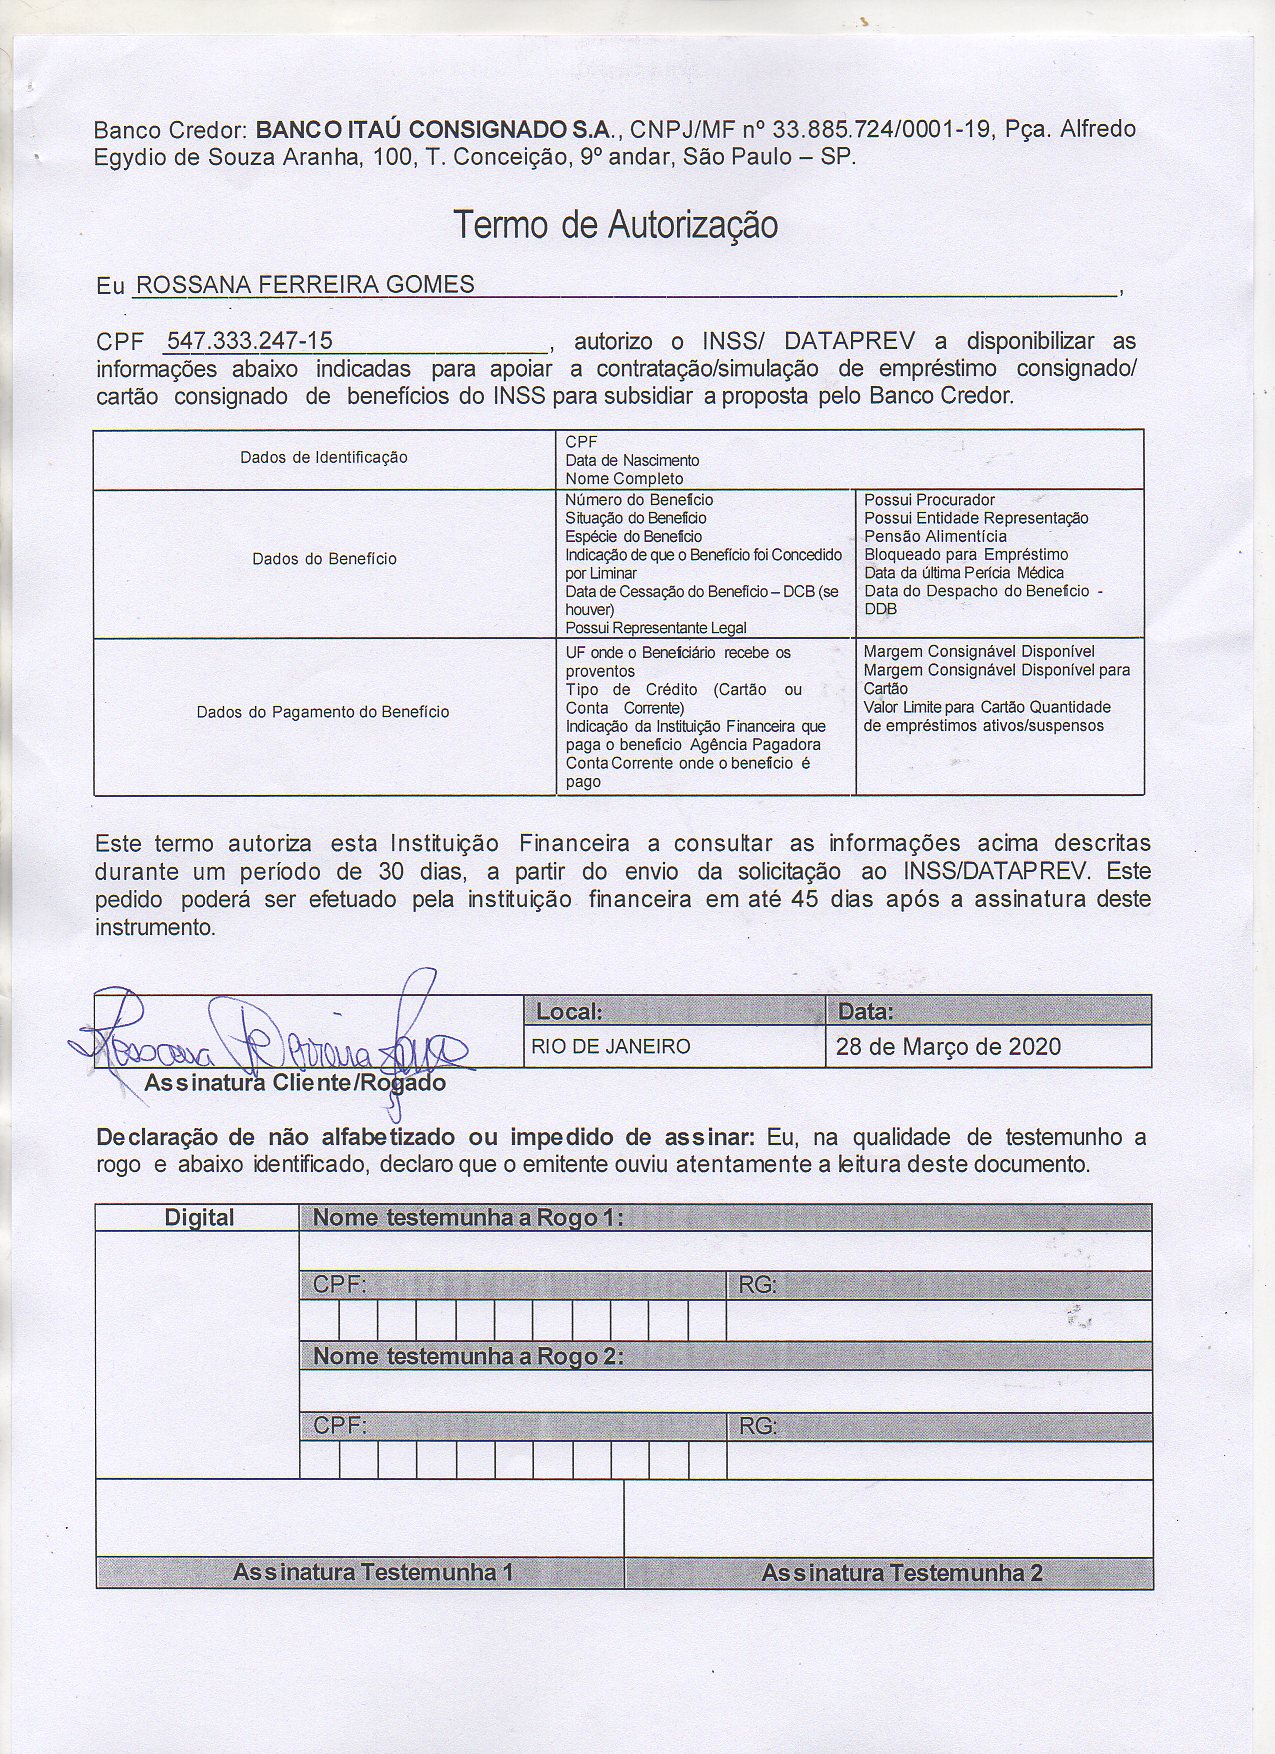 Banco Credor: BANCO ITAÚ CONSIGNADO S.A., CNPJ/MF nº 33.885.724/0001-19, Pça. Alfredo
Egydio de Souza Aranha, 100, T. Conceição, 9º andar, São Paulo – SP.
Termo de Autorização
Eu ROSSANA FERREIRA GOMES,
CPF 547.333.247-15, autorizo o INSS/ DATAPREV a disponibilizar as
informações abaixo indicadas para apoiar a contratação/simulação de empréstimo consignado/
cartão consignado de benefícios do INSS para subsidiar a proposta pelo Banco Credor.
Dados de Identificação
CPF
Data de Nascimento
Nome Completo
Dados do Benefício
Número do Benefício
Situação do Benefício
Espécie do Benefício
Indicação de que o Benefício foi Concedido
por Liminar
Data de Cessação do Benefício – DCB (se
houver)
Possui Representante Legal
Possui Procurador
Possui Entidade Representação
Pensão Alimentícia
Bloqueado para Empréstimo
Data da última Perícia Médica
Data do Despacho do Benefício -
DDB
Dados do Pagamento do Benefício
UF onde o Beneficiário recebe os
proventos
Tipo de Crédito (Cartão ou
Conta Corrente)
Indicação da Instituição Financeira que
paga o benefício Agência Pagadora
Conta Corrente onde o benefício é
pago
Margem Consignável Disponível
Margem Consignável Disponível para
Cartão
Valor Limite para Cartão Quantidade
de empréstimos ativos/suspensos
Este termo autoriza esta Instituição Financeira a consultar as informações acima descritas
durante um período de 30 dias, a partir do envio da solicitação ao INSS/DATAPREV. Este
pedido poderá ser efetuado pela instituição financeira em até 45 dias após a assinatura deste
instrumento.
Rossana Ferreira Gomes
Local:
Data:
RIO DE JANEIRO
28 de Março de 2020
Assinatura Cliente/Rogado
Declaração de não alfabetizado ou impedido de assinar: Eu, na qualidade de testemunho a
rogo e abaixo identificado, declaro que o emitente ouviu atentamente a leitura deste documento.
Digital
Nome testemunha a Rogo 1:
CPF:
RG:
Nome testemunha a Rogo 2:
CPF:
RG:
Assinatura Testemunha 1
Assinatura Testemunha 2